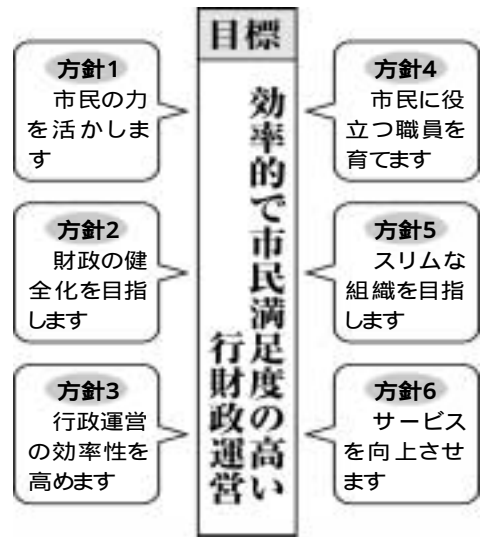 目標
効率的で市民満足度の高い
行財政運営
方針1
市民の力
を活かしま
す
方針2
財政の健
全化を目指
します
方針3
行政運営
の効率性を
高めます
方針4
市民に役
立つ職員を
育てます
方針5
スリムな
組織を目指
します
方針6
サービス
を向上させ
ます